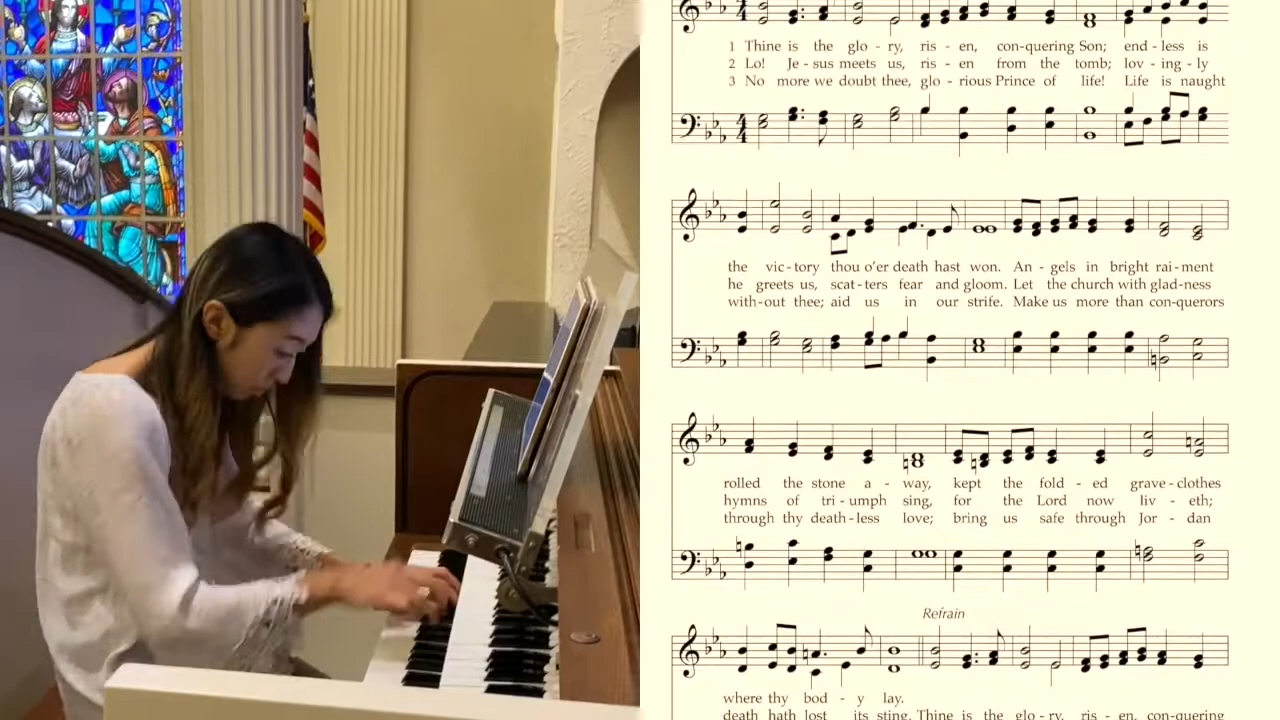 1 Thine is the glo - ry, ris - en, con-quering Son; end - less is
2 Lo! Je - sus meets us, ris - en from the tomb; lov - ing - ly
3 No more we doubt thee, glo - rious Prince of life! Life is naught
the vic - tory thou o'er death hast won. An - gels in bright rai - ment
he greets us, scat - ters fear and gloom. Let the church with glad - ness
with - out thee; aid us in our strife. Make us more than con-querors
rolled the stone a - way, kept the fold - ed grave - clothes
hymns of tri - umph sing, for the Lord now liv - eth;
through thy death - less love; bring us safe through Jor - dan
Refrain
where thy bod - y lay.
death hath lost its sting. Thine is the glo - ry, ris - en, con-quering